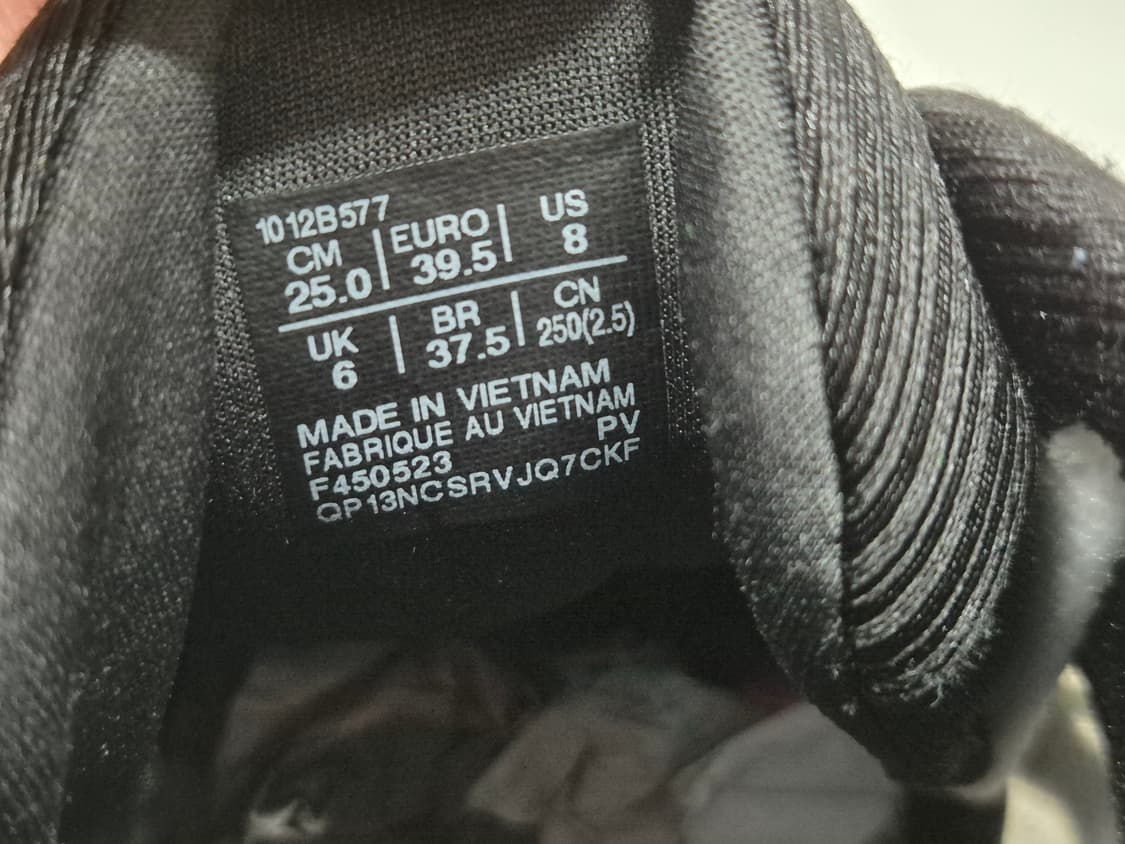 1012B577
CM | EURO | US
25.0 | 39.5 | 8
UK | BR | CN
6 | 37.5 | 250(2.5)
MADE IN VIETNAM
FABRIQUE AU VIETNAM
PV
F450523
QP13NCSRVJQ7CKF